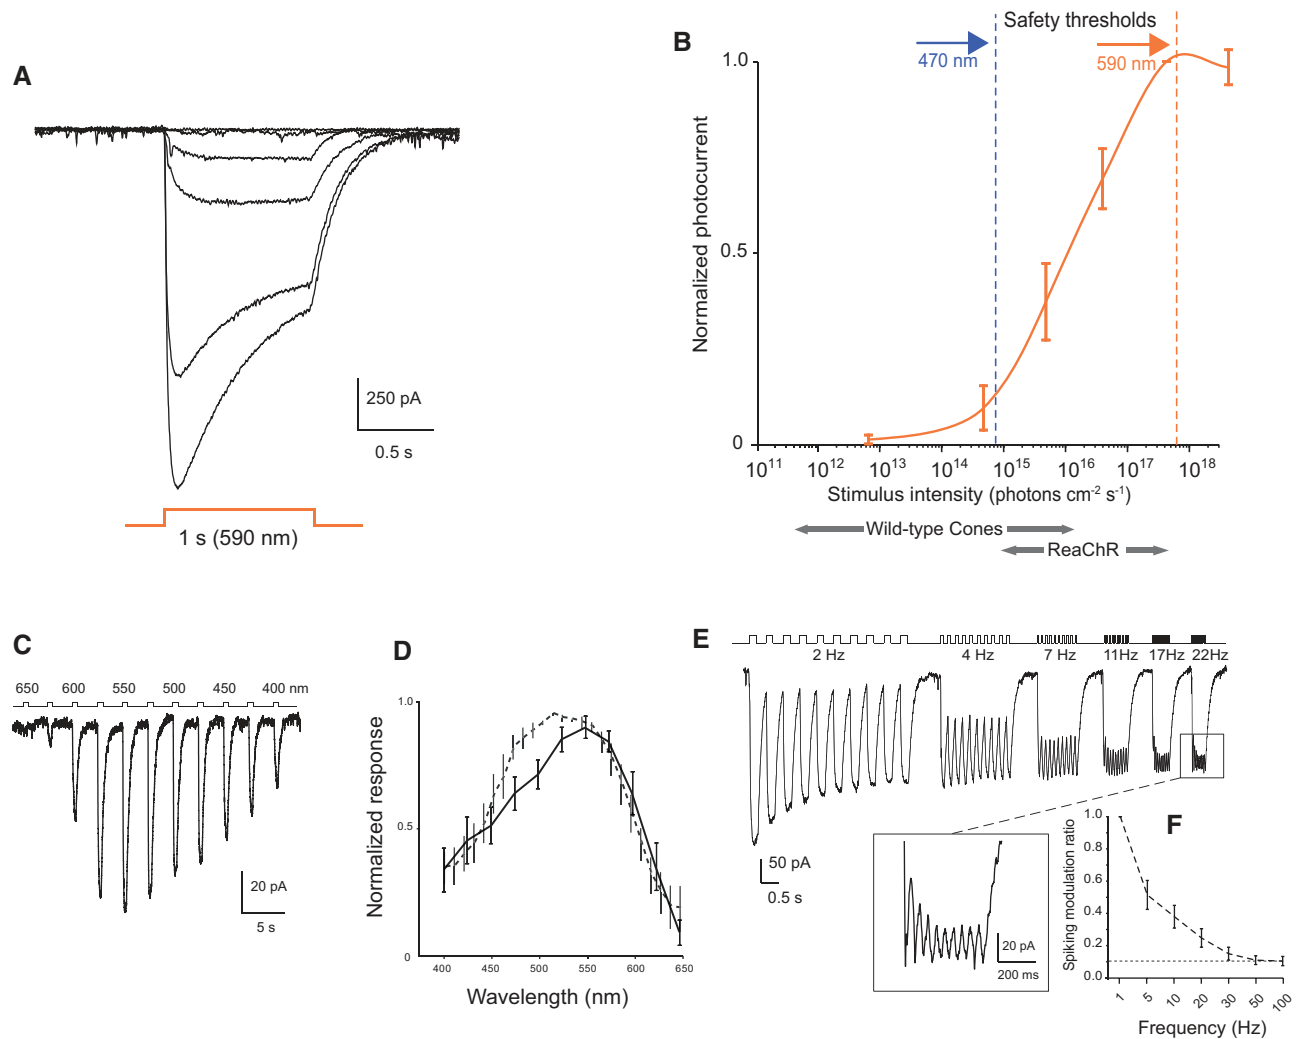 A
250 pA
0.5 s
1 s (590 nm)
B
Safety thresholds
470 nm
590 nm
1.0
0.5
0
Normalized photocurrent
10¹¹ 10¹² 10¹³ 10¹⁴ 10¹⁵ 10¹⁶ 10¹⁷ 10¹⁸
Stimulus intensity (photons cm⁻² s⁻¹)
Wild-type Cones
ReaChR
C
650 600 550 500 450 400 nm
20 pA
5 s
D
1.0
0.5
0
Normalized response
400 450 500 550 600 650
Wavelength (nm)
E
2 Hz 4 Hz 7 Hz 11Hz 17Hz 22Hz
50 pA
0.5 s
20 pA
200 ms
F
1.0
0.8
0.6
0.4
0.2
0.0
Spiking modulation ratio
1 5 10 20 30 50 100
Frequency (Hz)